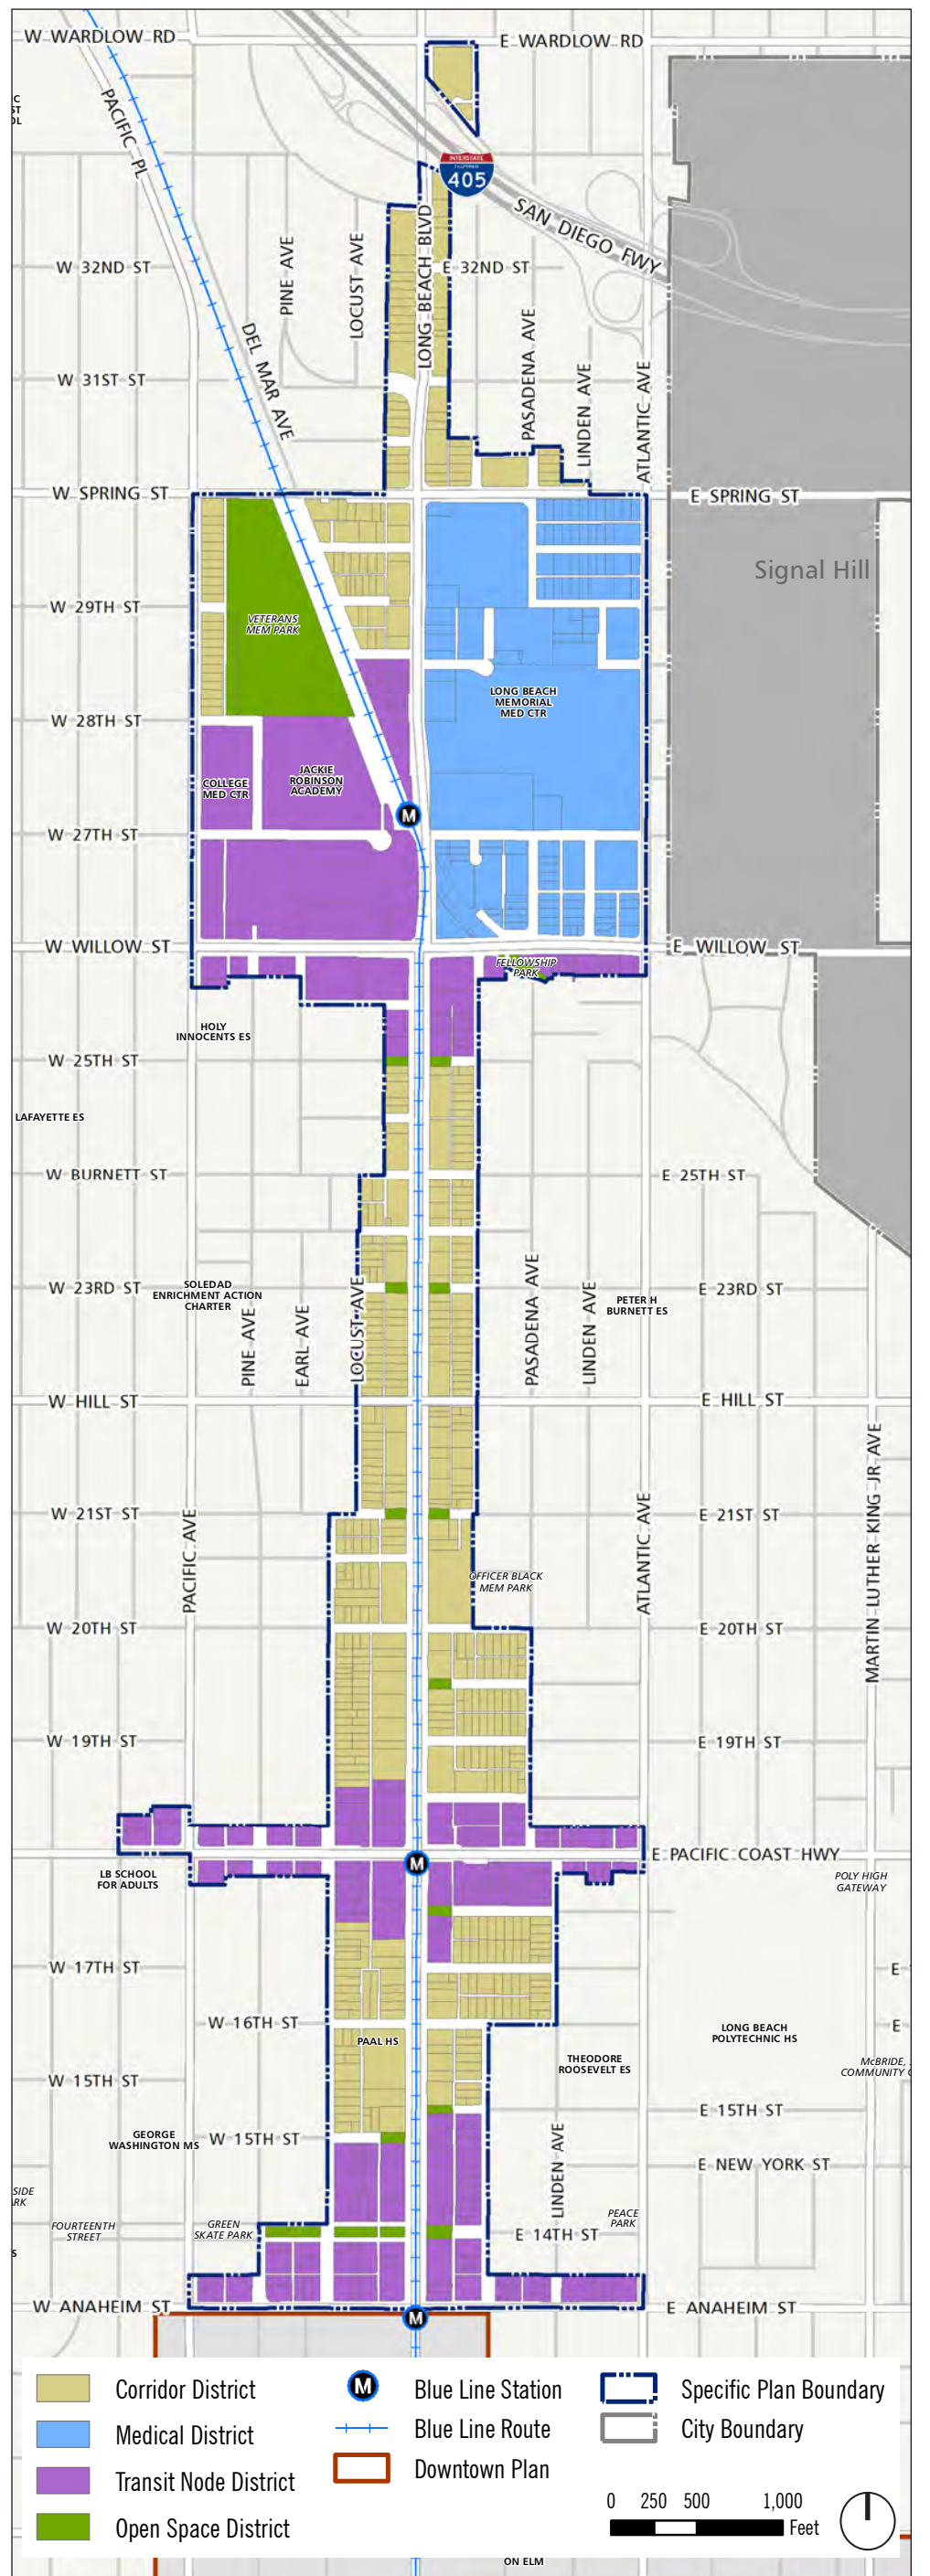 W WARDLOW RD
E WARDLOW RD
C
ST
OL
PACIFIC PL
INTERSTATE
CALIFORNIA
405
SAN DIEGO FWY
PINE AVE
LOCUST AVE
LONG BEACH BLVD
W 32ND ST
E 32ND ST
DEL MAR AVE
PASADENA AVE
LINDEN AVE
ATLANTIC AVE
W 31ST ST
W SPRING ST
E SPRING ST
Signal Hill
W 29TH ST
VETERANS
MEM PARK
LONG BEACH
MEMORIAL
MED CTR
W 28TH ST
COLLEGE
MED CTR
JACKIE
ROBINSON
ACADEMY
M
W 27TH ST
W WILLOW ST
E WILLOW ST
FELLOWSHIP
PARK
HOLY
INNOCENTS ES
W 25TH ST
LAFAYETTE ES
W BURNETT ST
E 25TH ST
W 23RD ST
SOLEDAD
ENRICHMENT ACTION
CHARTER
PINE AVE
EARL AVE
LOCUST AVE
PASADENA AVE
LINDEN AVE
PETER H
BURNETT ES
E 23RD ST
W HILL ST
E HILL ST
MARTIN LUTHER KING JR AVE
W 21ST ST
E 21ST ST
PACIFIC AVE
ATLANTIC AVE
OFFICER BLACK
MEM PARK
W 20TH ST
E 20TH ST
W 19TH ST
E 19TH ST
E PACIFIC COAST HWY
M
LB SCHOOL
FOR ADULTS
POLY HIGH
GATEWAY
W 17TH ST
E
W 16TH ST
E
PAAL HS
LONG BEACH
POLYTECHNIC HS
THEODORE
ROOSEVELT ES
McBRIDE,
COMMUNITY C
W 15TH ST
E 15TH ST
GEORGE
WASHINGTON MS
W 15TH ST
LINDEN AVE
E NEW YORK ST
SIDE
RK
FOURTEENTH
STREET
GREEN
SKATE PARK
PEACE
PARK
E 14TH ST
S
W ANAHEIM ST
E ANAHEIM ST
M
Corridor District
Medical District
Transit Node District
Open Space District
M
Blue Line Station
Blue Line Route
Downtown Plan
Specific Plan Boundary
City Boundary
0 250 500 1,000
Feet
ON ELM